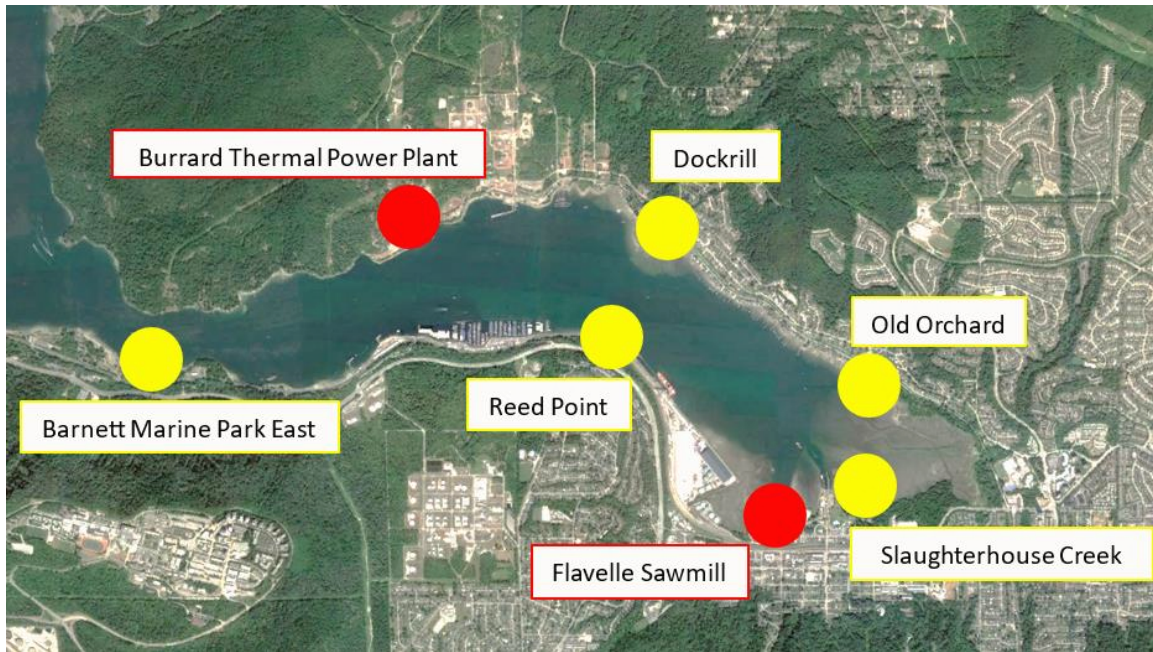 Burrard Thermal Power Plant
Dockrill
Old Orchard
Reed Point
Barnett Marine Park East
Slaughterhouse Creek
Flavelle Sawmill